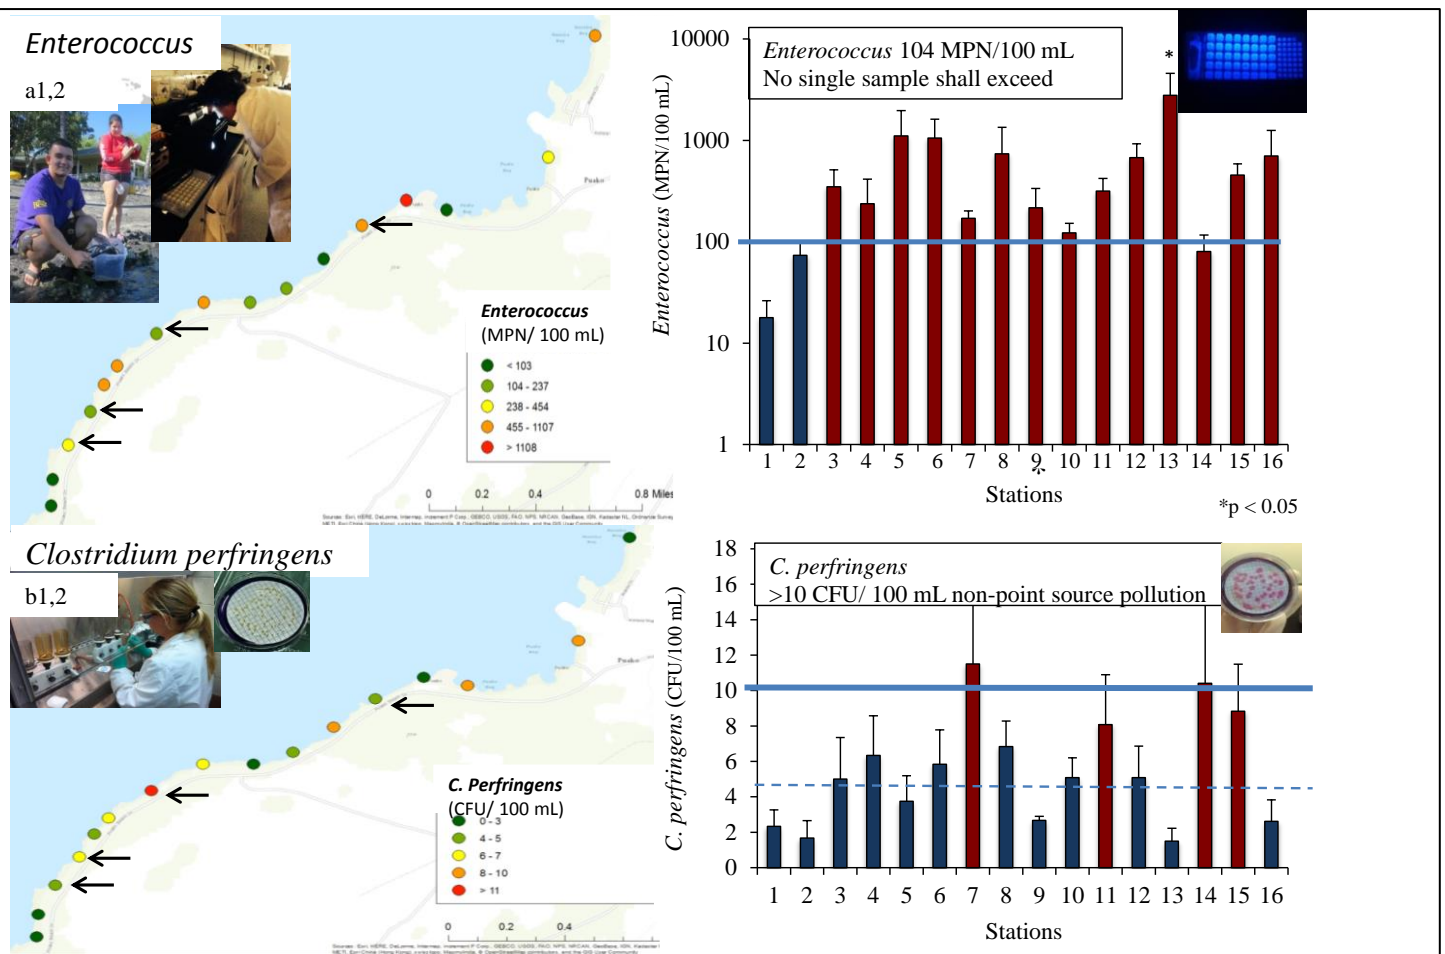 Enterococcus
a1,2
Puako
Enterococcus
(MPN/ 100 mL)
< 103
104 - 237
238 - 454
455 - 1107
> 1108
0 0.2 0.4 0.8 Miles
Enterococcus 104 MPN/100 mL
No single sample shall exceed
Enterococcus (MPN/100 mL)
10000
1000
100
10
1
*
1 2 3 4 5 6 7 8 9 10 11 12 13 14 15 16
Stations
*p < 0.05
Clostridium perfringens
b1,2
Puako
C. Perfringens
(CFU/ 100 mL)
0 - 3
4 - 5
6 - 7
8 - 10
> 11
0 0.2 0.4
C. perfringens
>10 CFU/ 100 mL non-point source pollution
C. perfringens (CFU/100 mL)
18
16
14
12
10
8
6
4
2
0
1 2 3 4 5 6 7 8 9 10 11 12 13 14 15 16
Stations